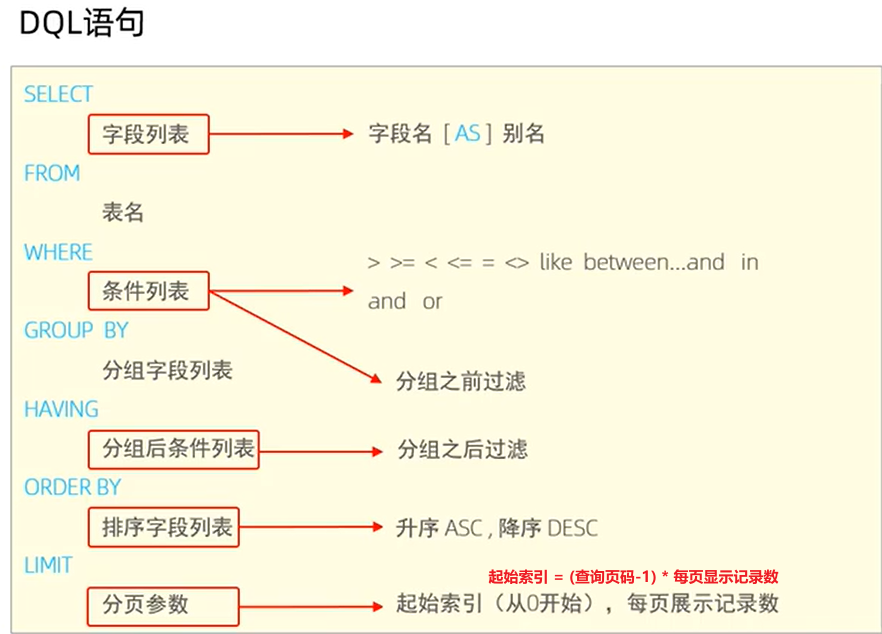 DQL语句
SELECT
字段列表 字段名 [ AS ] 别名
FROM
表名
WHERE
> >= < <= = <> like between...and in
条件列表
and or
GROUP BY
分组字段列表 分组之前过滤
HAVING
分组后条件列表 分组之后过滤
ORDER BY
排序字段列表 升序 ASC , 降序 DESC
LIMIT
起始索引 = (查询页码-1) * 每页显示记录数
分页参数 起始索引（从0开始），每页展示记录数